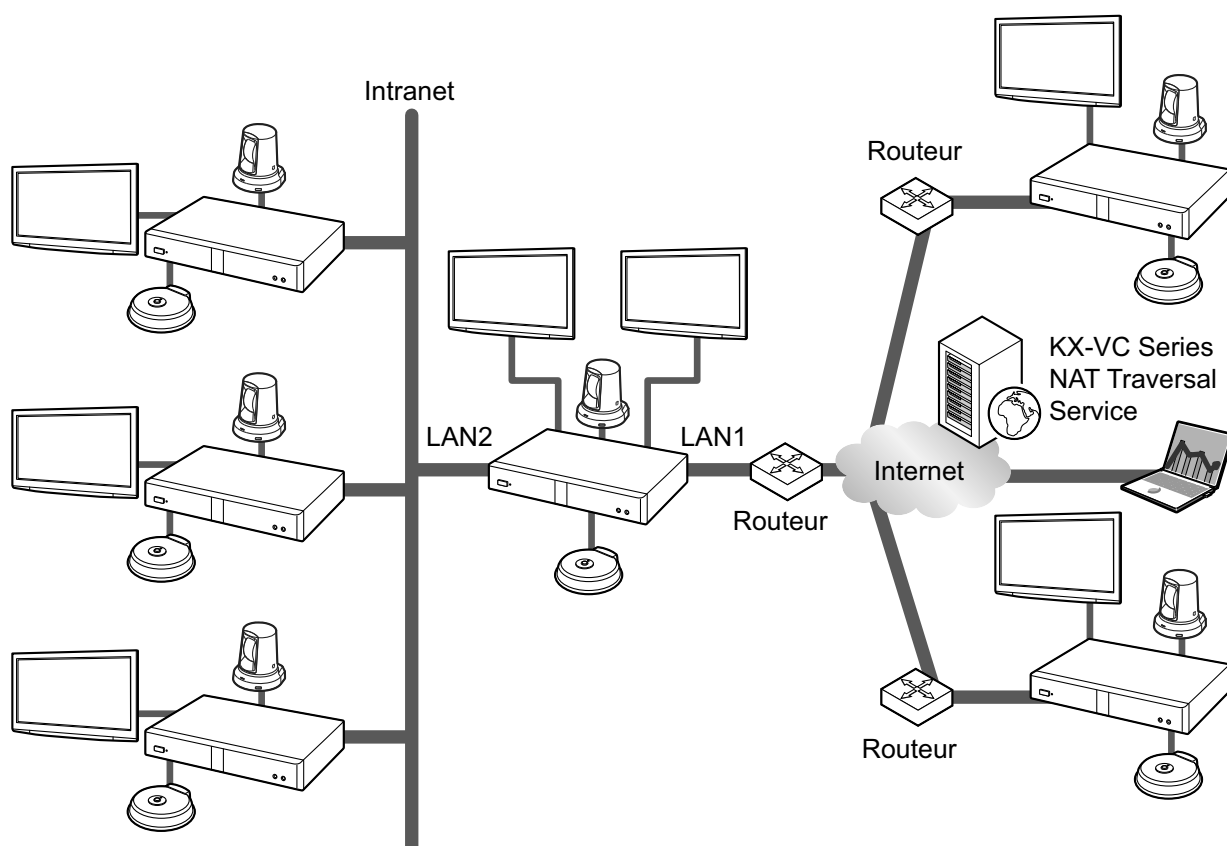 Intranet
Routeur
KX-VC Series
NAT Traversal
Service
LAN2
LAN1
Internet
Routeur
Routeur